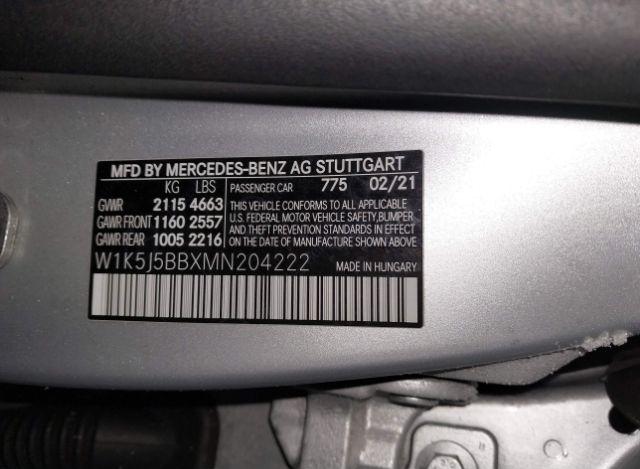 MFD BY MERCEDES-BENZ AG STUTTGART
KG LBS PASSENGER CAR 775 02/21
GVWR 2115 4663 THIS VEHICLE CONFORMS TO ALL APPLICABLE
GAWR FRONT 1160 2557 U.S. FEDERAL MOTOR VEHICLE SAFETY, BUMPER
AND THEFT PREVENTION STANDARDS IN EFFECT
GAWR REAR 1005 2216 ON THE DATE OF MANUFACTURE SHOWN ABOVE.
W1K5J5BBXMN204222 MADE IN HUNGARY